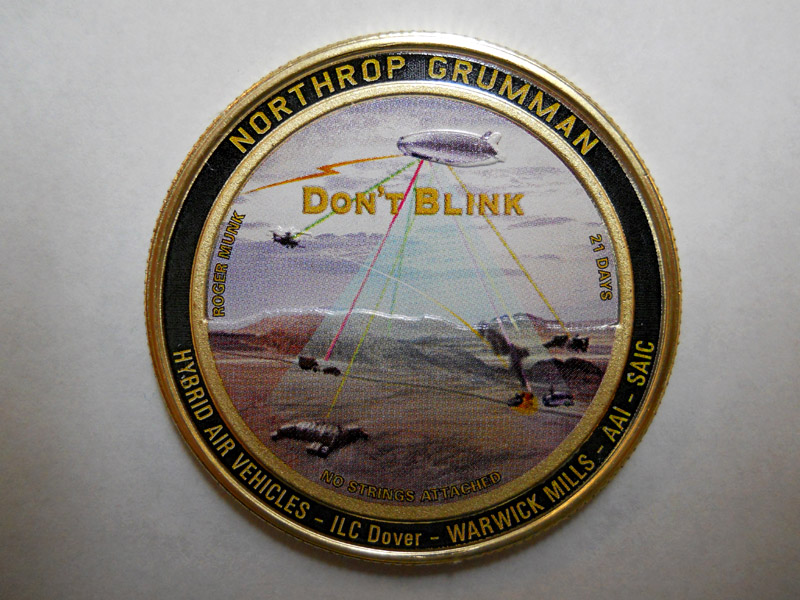 NORTHROP GRUMMAN
DON'T BLINK
ROGER MUNK
21 DAYS
NO STRINGS ATTACHED
HYBRID AIR VEHICLES - ILC Dover - WARWICK MILLS - AAI - SAIC